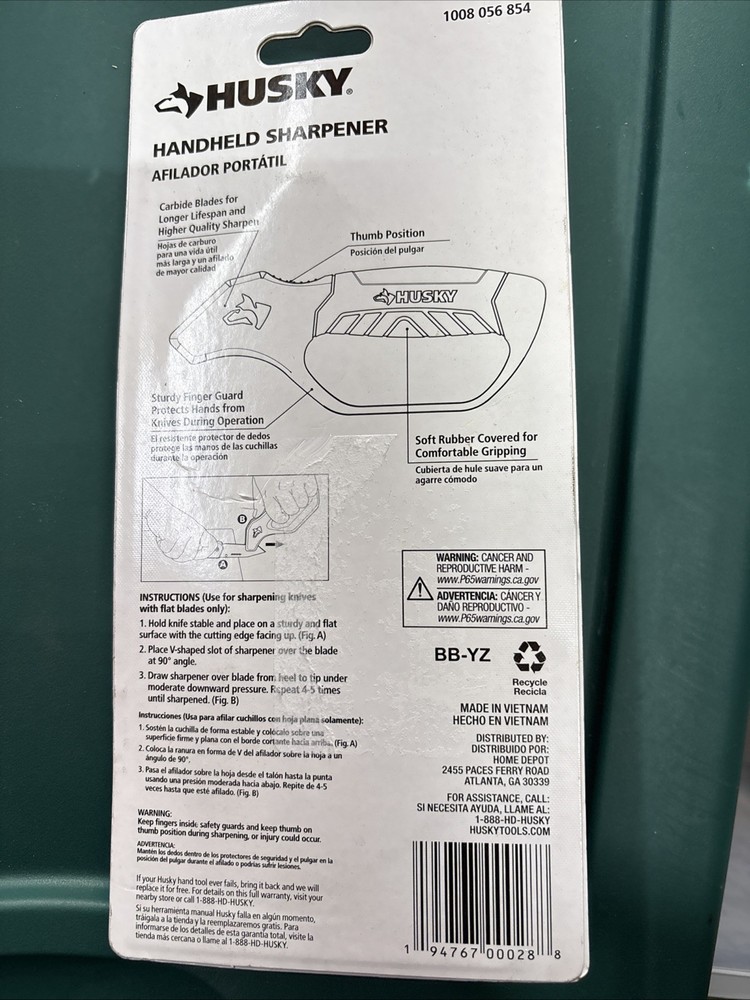 1008 056 854
HUSKY®
HANDHELD SHARPENER
AFILADOR PORTÁTIL
Carbide Blades for
Longer Lifespan and
Higher Quality Sharpen
Hojas de carburo
para una vida útil
más larga y un afilado
de mayor calidad
Thumb Position
Posición del pulgar
HUSKY
Sturdy Finger Guard
Protects Hands from
Knives During Operation
El resistente protector de dedos
protege las manos de las cuchillas
durante la operación
Soft Rubber Covered for
Comfortable Gripping
Cubierta de hule suave para un
agarre cómodo
B
A
INSTRUCTIONS (Use for sharpening knives
with flat blades only):
1. Hold knife stable and place on a sturdy and flat
surface with the cutting edge facing up. (Fig. A)
2. Place V-shaped slot of sharpener over the blade
at 90° angle.
3. Draw sharpener over blade from heel to tip under
moderate downward pressure. Repeat 4-5 times
until sharpened. (Fig. B)
Instrucciones (Usa para afilar cuchillos con hoja plana solamente):
1. Sostén la cuchilla de forma estable y colócalo sobre una
superficie firme y plana con el borde cortante hacia arriba. (Fig. A)
2. Coloca la ranura en forma de V del afilador sobre la hoja a un
ángulo de 90°.
3. Pasa el afilador sobre la hoja desde el talón hasta la punta
usando una presión moderada hacia abajo. Repite de 4-5
veces hasta que esté afilado. (Fig. B)
WARNING:
Keep fingers inside safety guards and keep thumb on
thumb position during sharpening, or injury could occur.
ADVERTENCIA:
Mantén los dedos dentro de los protectores de seguridad y el pulgar en la
posición del pulgar durante el afilado o podrías sufrir lesiones.
If your Husky hand tool ever fails, bring it back and we will
replace it for free. For details on this full warranty, visit your
nearby store or call 1-888-HD-HUSKY.
Si su herramienta manual Husky falla en algún momento,
tráigala a la tienda y la reemplazaremos gratis. Para
informarse de los detalles de esta garantía total, visite la
tienda más cercana o llame al 1-888-HD-HUSKY.
WARNING: CANCER AND
REPRODUCTIVE HARM -
www.P65warnings.ca.gov
ADVERTENCIA: CÁNCER Y
DAÑO REPRODUCTIVO -
www.P65warnings.ca.gov
BB-YZ
Recycle
Recicla
MADE IN VIETNAM
HECHO EN VIETNAM
DISTRIBUTED BY:
DISTRIBUIDO POR:
HOME DEPOT
2455 PACES FERRY ROAD
ATLANTA, GA 30339
FOR ASSISTANCE, CALL:
SI NECESITA AYUDA, LLAME AL:
1-888-HD-HUSKY
HUSKYTOOLS.COM
1 94767 00028 8